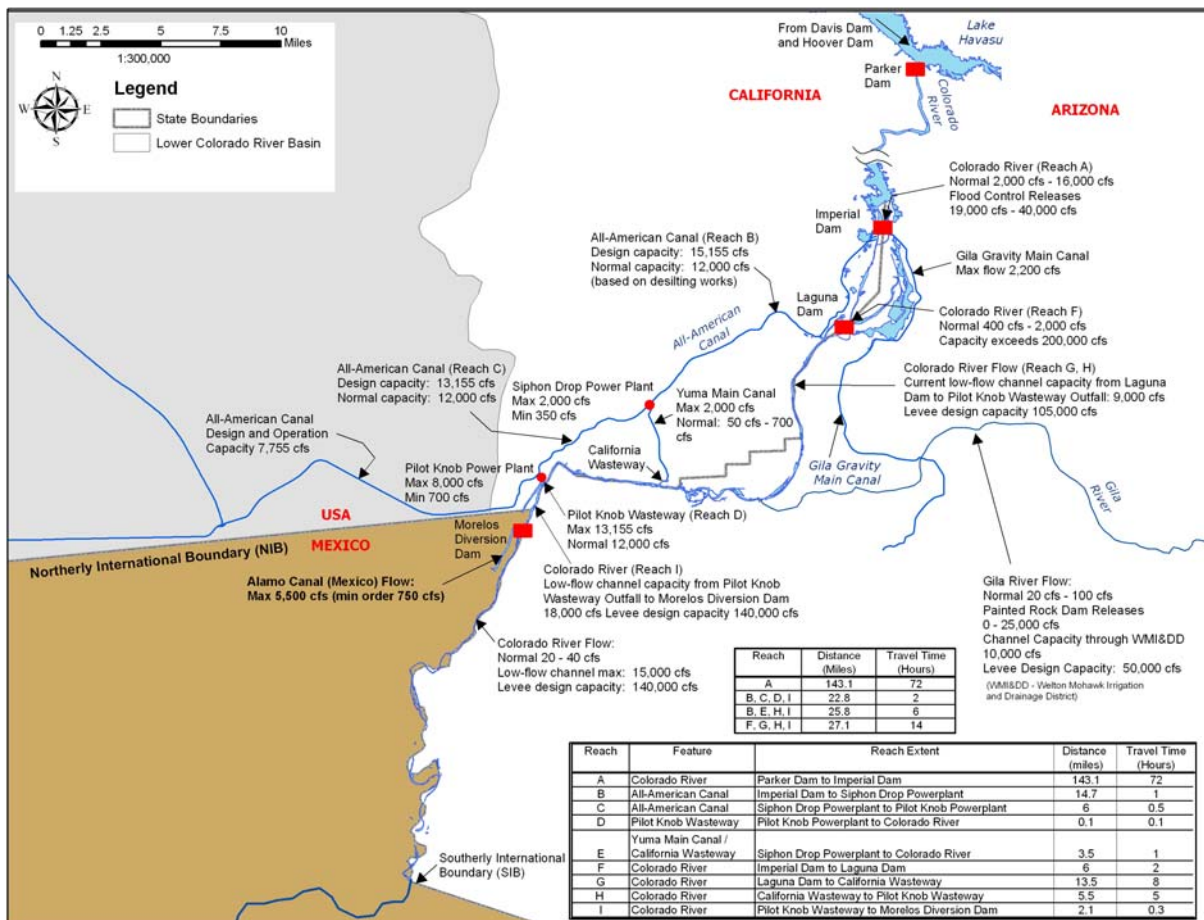 0 1.25 2.5 5 7.5 10
Miles
1:300,000
N
W E
S
Legend
State Boundaries
Lower Colorado River Basin
From Davis Dam
and Hoover Dam
Lake
Havasu
Parker
Dam
CALIFORNIA
ARIZONA
Colorado
River
Colorado River (Reach A)
Normal 2,000 cfs - 16,000 cfs
Flood Control Releases
19,000 cfs - 40,000 cfs
Imperial
Dam
All-American Canal (Reach B)
Design capacity:
15,155 cfs
Normal capacity: 12,000 cfs
(based on desilting works)
Gila Gravity Main Canal
Max flow 2,200 cfs
Laguna
Dam
Colorado River (Reach F)
Normal 400 cfs - 2,000 cfs
Capacity exceeds 200,000 cfs
All-American
Canal
Colorado River Flow (Reach G, H)
Current low-flow channel capacity from Laguna
Dam to Pilot Knob Wasteway Outfall: 9,000 cfs
Levee design capacity 105,000 cfs
All-American Canal (Reach C)
Design capacity: 13,155 cfs
Normal capacity: 12,000 cfs
Siphon Drop Power Plant
Max 2,000 cfs
Min 350 cfs
Yuma Main Canal
Max 2,000 cfs
Normal: 50 cfs - 700
cfs
All-American Canal
Design and Operation
Capacity 7,755 cfs
California
Wasteway
Gila Gravity
Main Canal
Gila
River
Pilot Knob Power Plant
Max 8,000 cfs
Min 700 cfs
USA
MEXICO
Northerly International Boundary (NIB)
Morelos
Diversion
Dam
Pilot Knob Wasteway (Reach D)
Max 13,155 cfs
Normal 12,000 cfs
Alamo Canal (Mexico) Flow:
Max 5,500 cfs (min order 750 cfs)
Colorado River (Reach I)
Low-flow channel capacity from Pilot Knob
Wasteway Outfall to Morelos Diversion Dam
18,000 cfs Levee design capacity 140,000 cfs
Gila River Flow:
Normal 20 cfs - 100 cfs
Painted Rock Dam Releases
0 - 25,000 cfs
Channel Capacity through WMI&DD
10,000 cfs
Levee Design Capacity: 50,000 cfs
(WMI&DD - Welton Mohawk Irrigation
and Drainage District)
Colorado River Flow:
Normal 20 - 40 cfs
Low-flow channel max: 15,000 cfs
Levee design capacity: 140,000 cfs
Reach Distance (Miles) Travel Time (Hours)
A 143.1 72
B, C, D, I 22.8 2
B, E, H, I 25.8 6
F, G, H, I 27.1 14
Reach Feature Reach Extent Distance (miles) Travel Time (Hours)
A Colorado River Parker Dam to Imperial Dam 143.1 72
B All-American Canal Imperial Dam to Siphon Drop Powerplant 14.7 1
C All-American Canal Siphon Drop Powerplant to Pilot Knob Powerplant 6 0.5
D Pilot Knob Wasteway Pilot Knob Powerplant to Colorado River 0.1 0.1
E Yuma Main Canal / California Wasteway Siphon Drop Powerplant to Colorado River 3.5 1
F Colorado River Imperial Dam to Laguna Dam 6 2
G Colorado River Laguna Dam to California Wasteway 13.5 8
H Colorado River California Wasteway to Pilot Knob Wasteway 5.5 5
I Colorado River Pilot Knob Wasteway to Morelos Diversion Dam 2.1 0.3
Southerly International
Boundary (SIB)